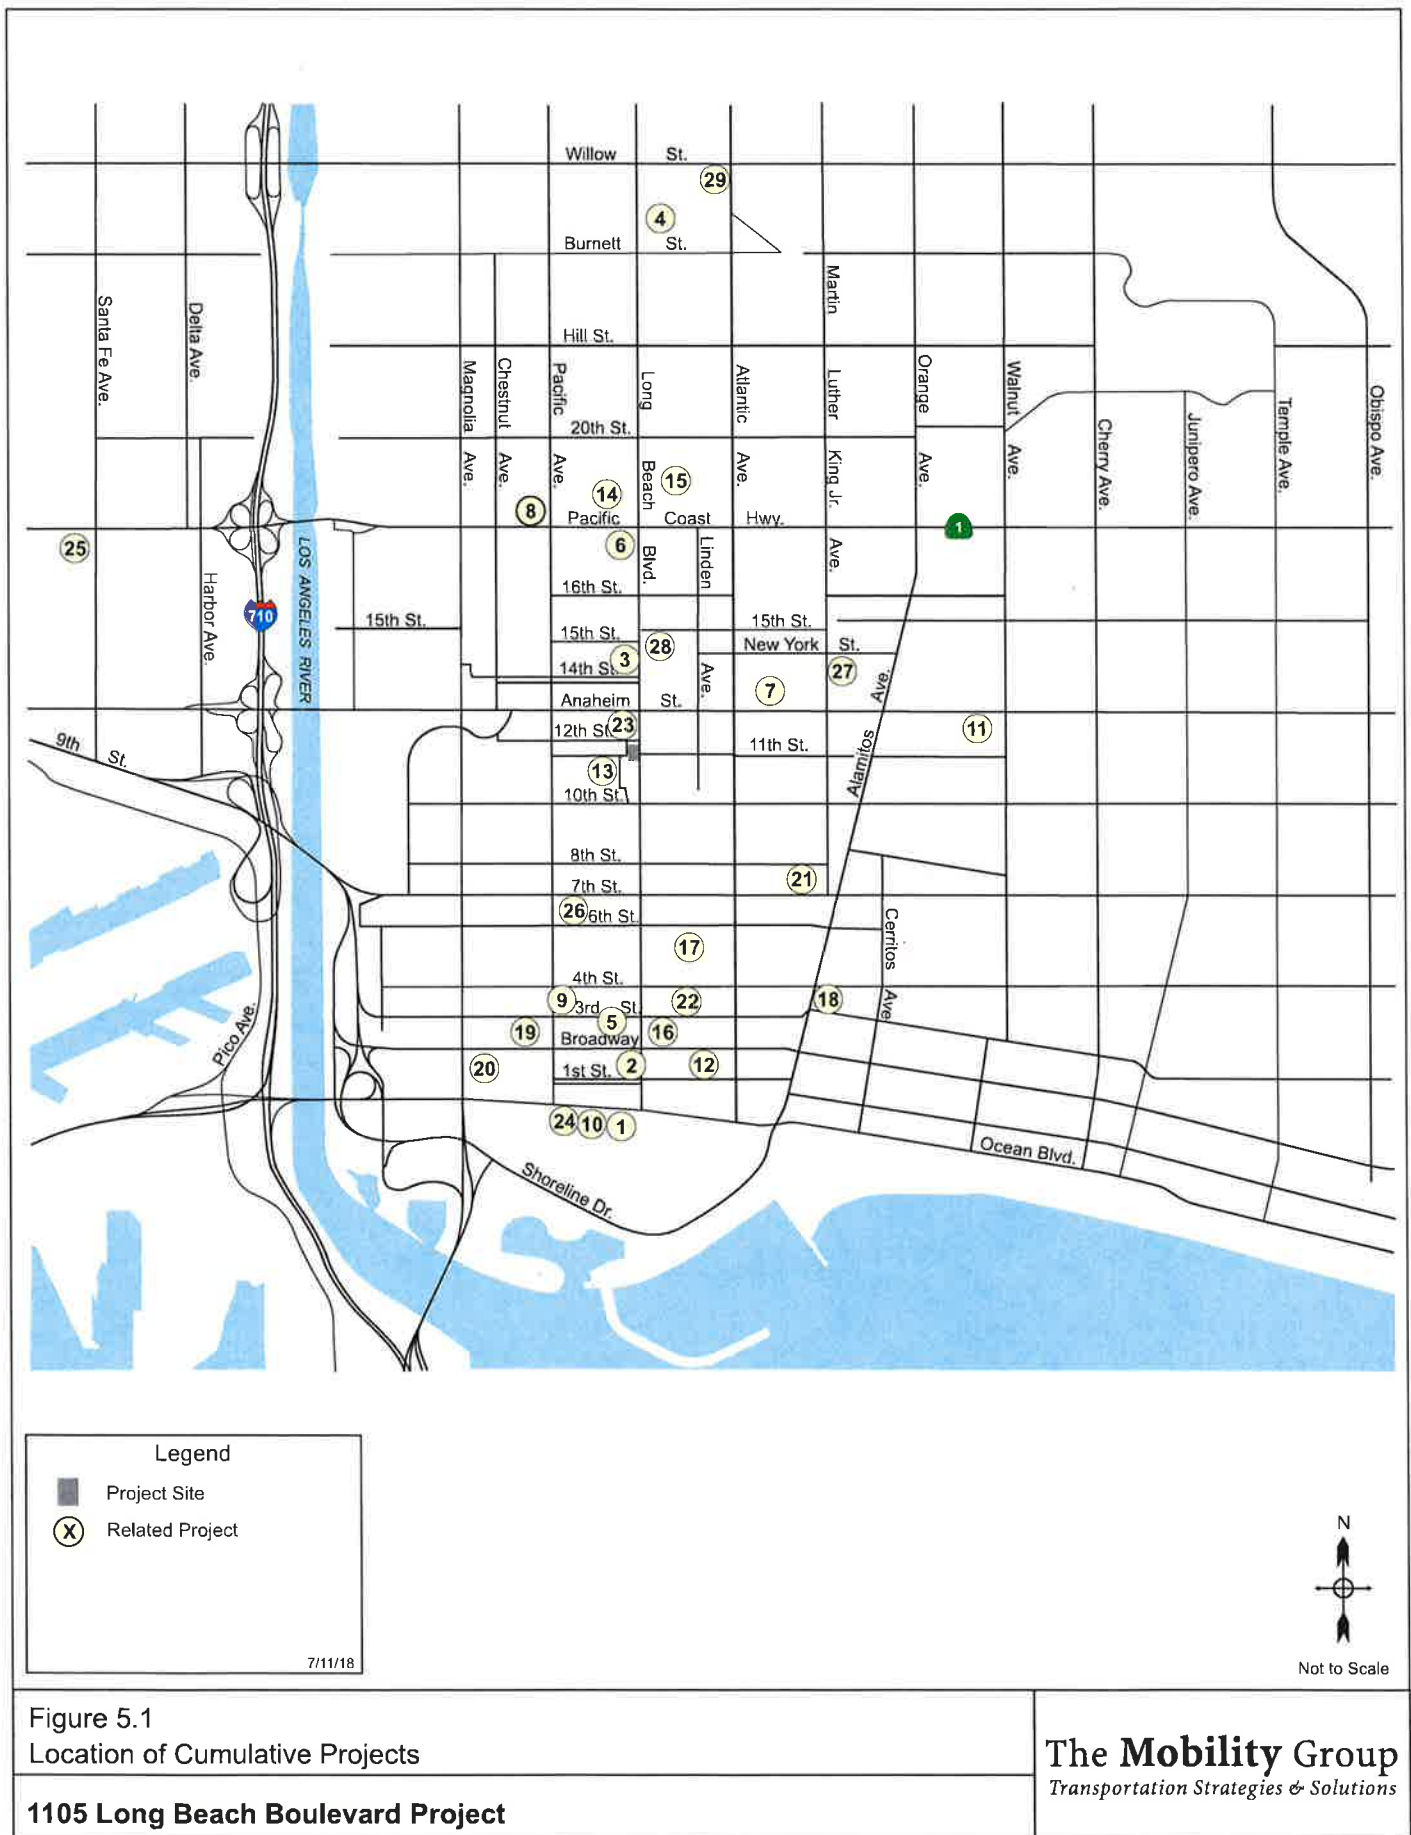 Willow St.
29
4
Burnett St.
Martin
Santa Fe Ave.
Delta Ave.
Hill St.
Magnolia
Chestnut
Pacific
Long
Atlantic
Luther
Orange
Walnut
Cherry Ave.
Junipero Ave.
Temple Ave.
Obispo Ave.
20th St.
Ave.
Ave.
Ave.
Beach
Ave.
King Jr.
Ave.
Ave.
15
14
8
Pacific Coast Hwy.
1
25
6
Blvd.
Linden
Ave.
LOS ANGELES RIVER
Harbor Ave.
16th St.
710
15th St.
15th St.
15th St.
28
New York St.
3
14th St.
Ave.
27
7
Ave.
Anaheim St.
23
12th St.
11
9th St.
11th St.
Alamitos
13
10th St.
8th St.
7th St.
21
26
6th St.
Cerritos
17
4th St.
9
3rd St.
22
18
Ave.
5
19
Broadway
16
Pico Ave.
20
1st St.
2
12
24
10
1
Ocean Blvd.
Shoreline Dr.
Legend
Project Site
X Related Project
7/11/18
N
Not to Scale
Figure 5.1
Location of Cumulative Projects
1105 Long Beach Boulevard Project
The Mobility Group
Transportation Strategies & Solutions